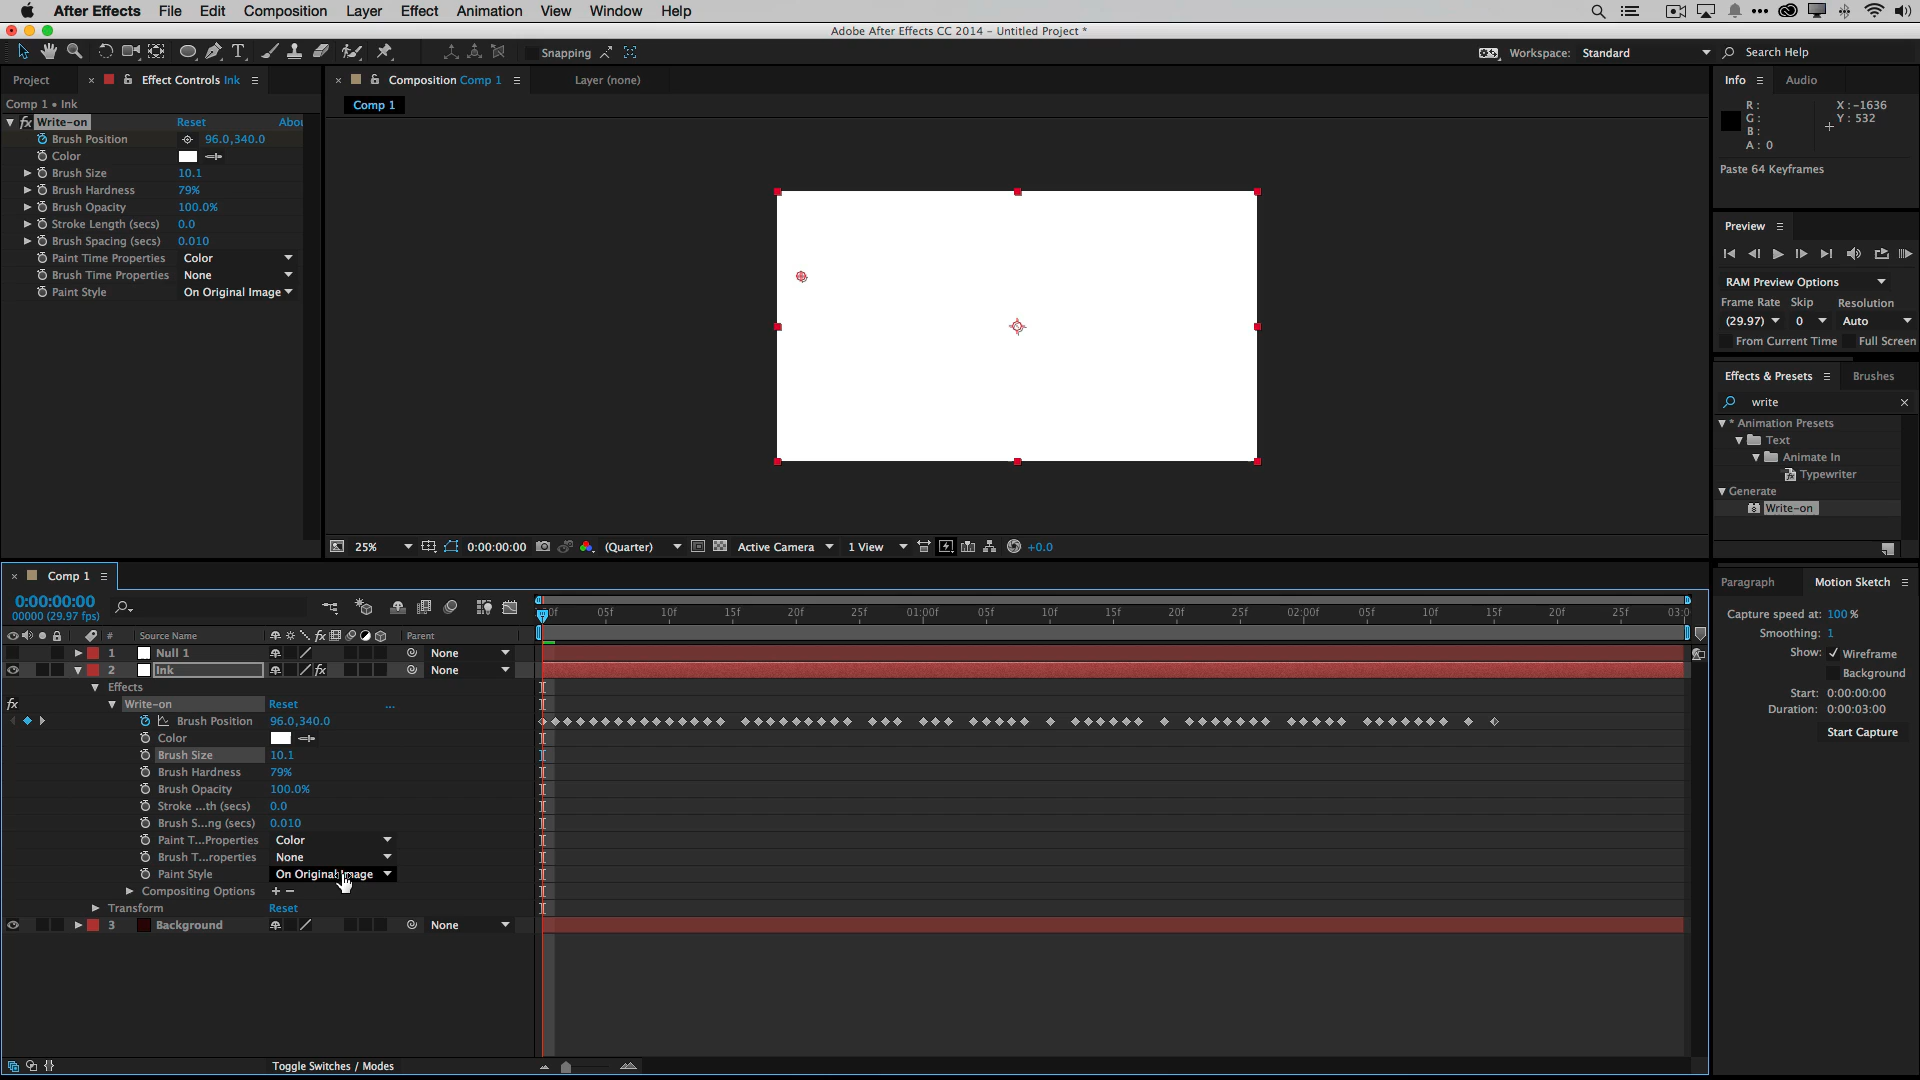 After Effects File Edit Composition Layer Effect Animation View Window Help
Adobe After Effects CC 2014 – Untitled Project *
Snapping
Workspace: Standard
Search Help
Project
Effect Controls Ink
Comp 1 • Ink
fx Write-on Reset Abou
Brush Position 96.0,340.0
Color
Brush Size 10.1
Brush Hardness 79%
Brush Opacity 100.0%
Stroke Length (secs) 0.0
Brush Spacing (secs) 0.010
Paint Time Properties Color
Brush Time Properties None
Paint Style On Original Image
Composition Comp 1
Layer (none)
Comp 1
25% 0:00:00:00 (Quarter) Active Camera 1 View +0.0
Info Audio
R: X: -1636
G: Y: 532
B:
A: 0
Paste 64 Keyframes
Preview
RAM Preview Options
Frame Rate Skip Resolution
(29.97) 0 Auto
From Current Time Full Screen
Effects & Presets Brushes
write
* Animation Presets
Text
Animate In
Typewriter
Generate
Write-on
Paragraph Motion Sketch
Capture speed at: 100 %
Smoothing: 1
Show: Wireframe
Background
Start: 0:00:00:00
Duration: 0:00:03:00
Start Capture
Comp 1
0:00:00:00
00000 (29.97 fps)
0f 05f 10f 15f 20f 25f 01:00f 05f 10f 15f 20f 25f 02:00f 05f 10f 15f 20f 25f 03:0
# Source Name fx Parent
1 Null 1 None
2 Ink fx None
Effects
fx Write-on Reset ...
Brush Position 96.0,340.0
Color
Brush Size 10.1
Brush Hardness 79%
Brush Opacity 100.0%
Stroke ...th (secs) 0.0
Brush S...ng (secs) 0.010
Paint T...Properties Color
Brush T...roperties None
Paint Style On Original Image
Compositing Options + −
Transform Reset
3 Background None
Toggle Switches / Modes